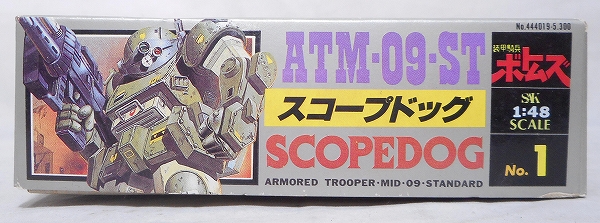 No.444019-5,300
ATM-09-ST
スコープドッグ
SCOPEDOG
ARMORED TROOPER・MID・09・STANDARD
装甲騎兵
ボトムズ
SAK
1:48
SCALE
No. 1